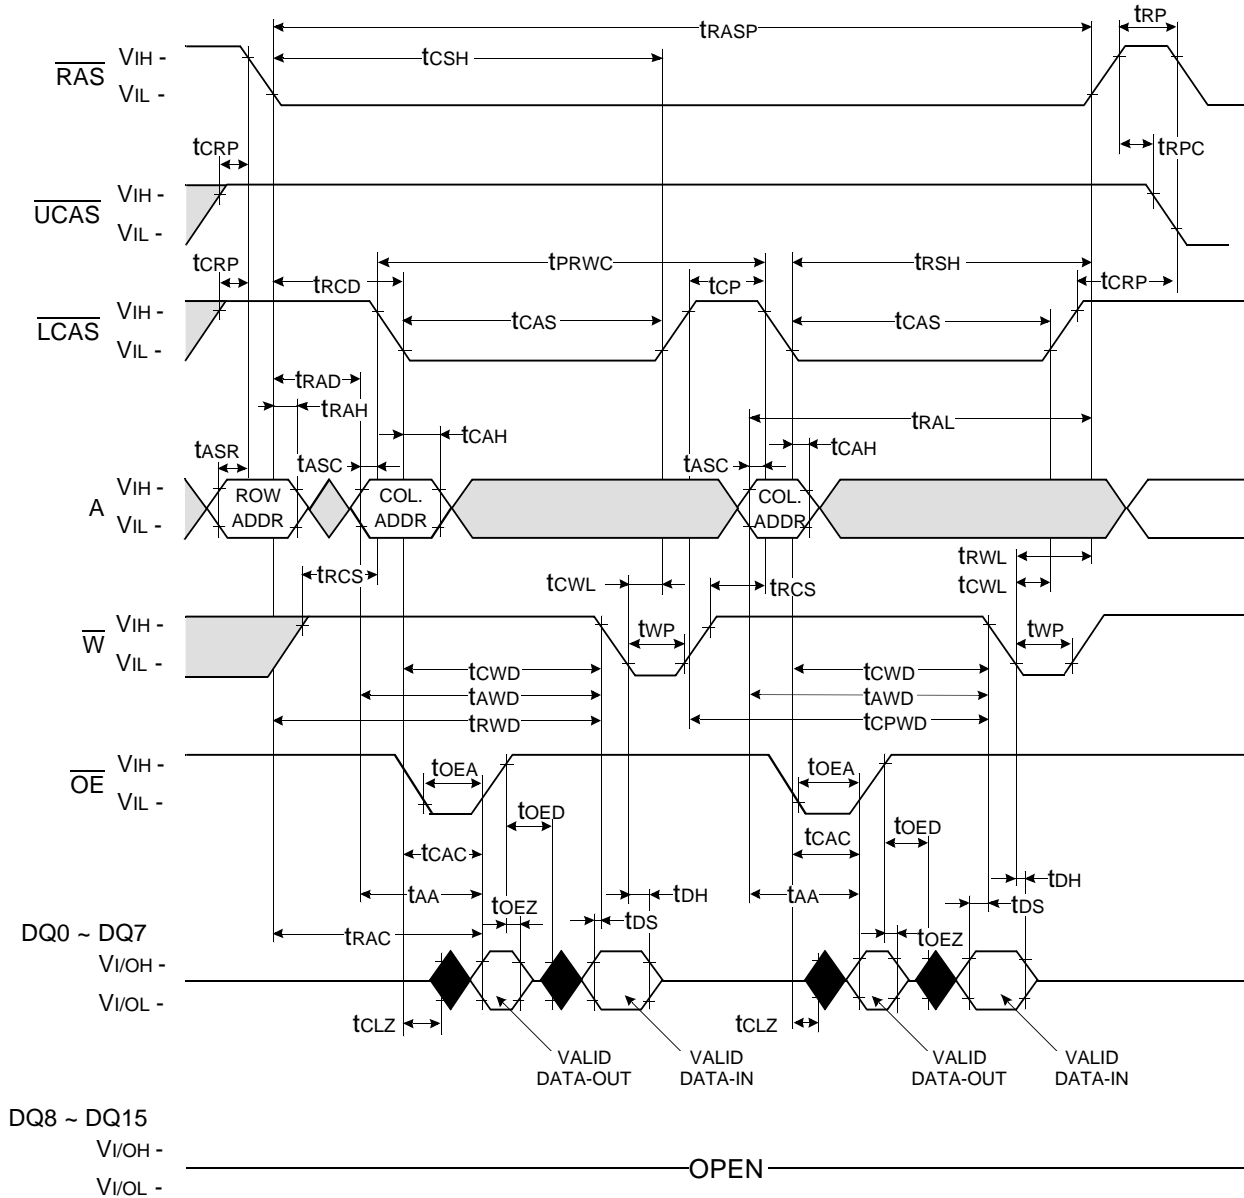 tRASP
tRP
VIH -
tCSH
RAS
VIL -
tCRP
tRPC
VIH -
UCAS
VIL -
tCRP
tPRWC
tRSH
tRCD
tCP
tCRP
VIH -
LCAS
tCAS
tCAS
VIL -
tRAD
tRAH
tRAL
tCAH
tCAH
tASR
tASC
tASC
VIH -
ROW
ADDR
COL.
ADDR
COL.
ADDR
A
VIL -
tRWL
tRCS
tCWL
tRCS
tCWL
VIH -
W
tWP
tWP
VIL -
tCWD
tCWD
tAWD
tAWD
tRWD
tCPWD
VIH -
OE
tOEA
tOEA
VIL -
tOED
tOED
tCAC
tCAC
tAA
tDH
tAA
tDH
tOEZ
tDS
tDS
DQ0 ~ DQ7
tRAC
tOEZ
VI/OH -
VI/OL -
tCLZ
tCLZ
VALID
DATA-OUT
VALID
DATA-IN
VALID
DATA-OUT
VALID
DATA-IN
DQ8 ~ DQ15
VI/OH -
OPEN
VI/OL -